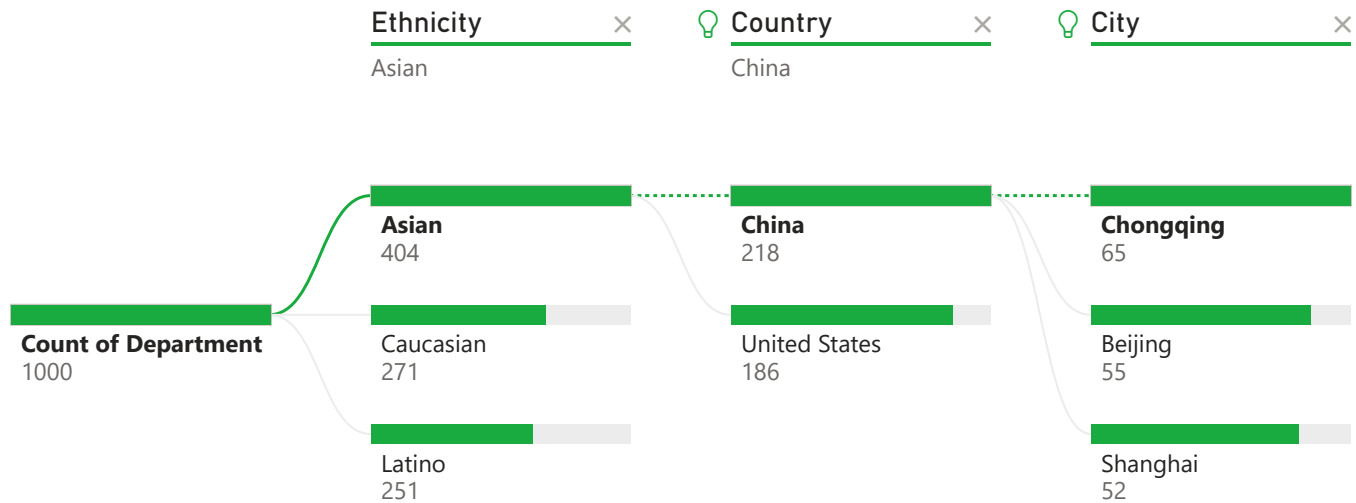 Ethnicity
Country
City
Asian
China
Asian
404
China
218
Chongqing
65
Count of Department
1000
Caucasian
271
United States
186
Beijing
55
Latino
251
Shanghai
52